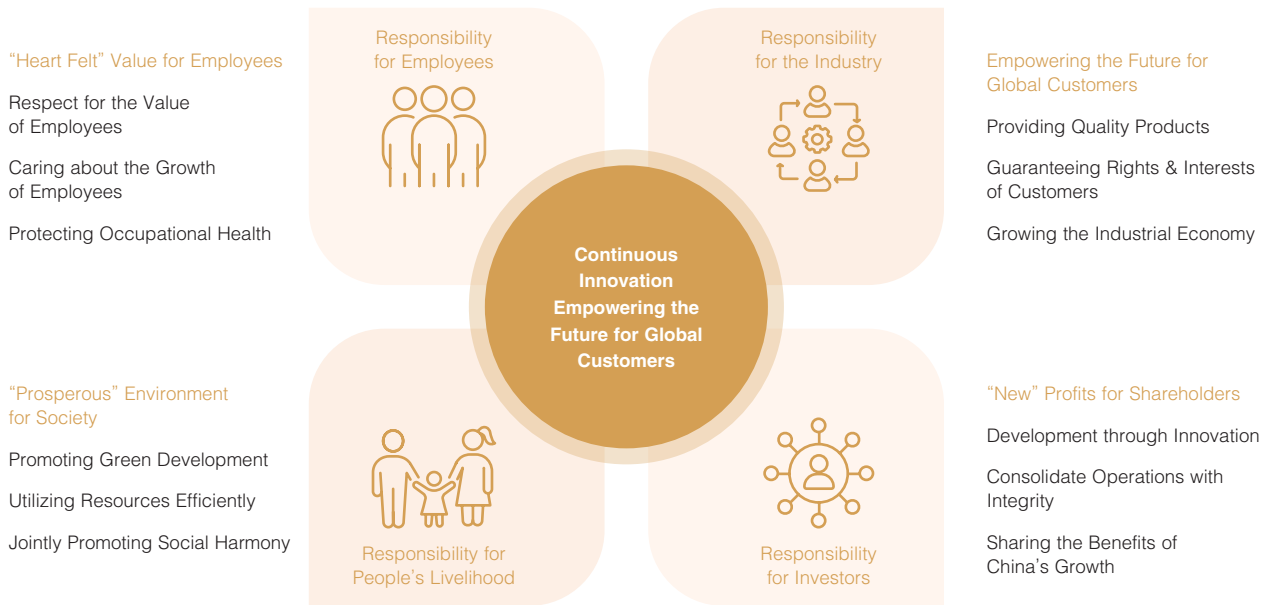 “Heart Felt” Value for Employees
Respect for the Value
of Employees
Caring about the Growth
of Employees
Protecting Occupational Health
Responsibility
for Employees
Responsibility
for the Industry
Empowering the Future for
Global Customers
Providing Quality Products
Guaranteeing Rights & Interests
of Customers
Growing the Industrial Economy
Continuous
Innovation
Empowering the
Future for Global
Customers
“Prosperous” Environment
for Society
Promoting Green Development
Utilizing Resources Efficiently
Jointly Promoting Social Harmony
Responsibility for
People’s Livelihood
Responsibility
for Investors
“New” Profits for Shareholders
Development through Innovation
Consolidate Operations with
Integrity
Sharing the Benefits of
China’s Growth